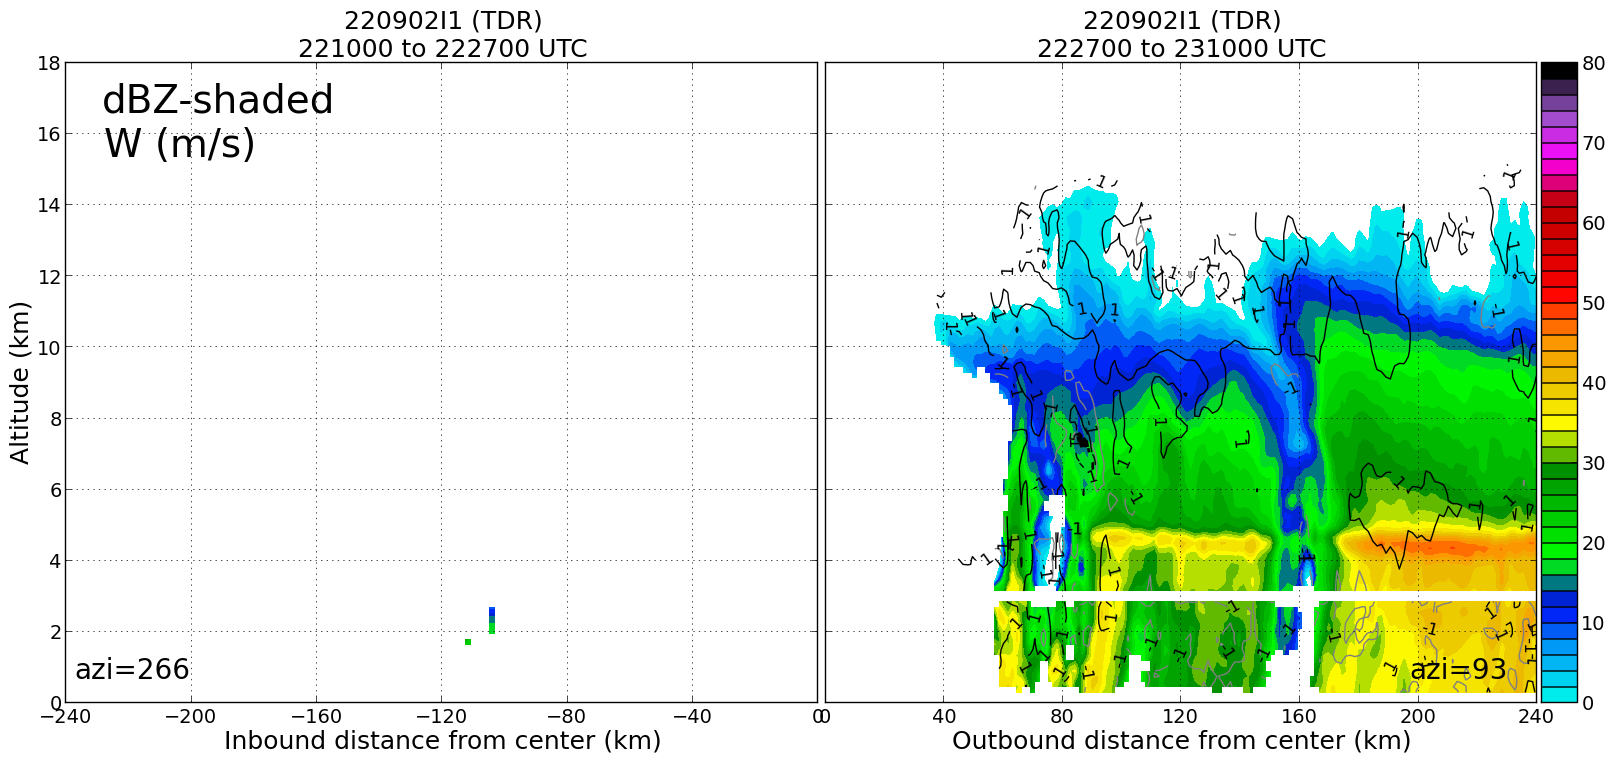 220902I1 (TDR)
221000 to 222700 UTC
220902I1 (TDR)
222700 to 231000 UTC
dBZ-shaded
W (m/s)
azi=266
azi=93
Altitude (km)
18
16
14
12
10
8
6
4
2
0
−240 −200 −160 −120 −80 −40 0
0 40 80 120 160 200 240
Inbound distance from center (km)
Outbound distance from center (km)
80
70
60
50
40
30
20
10
0